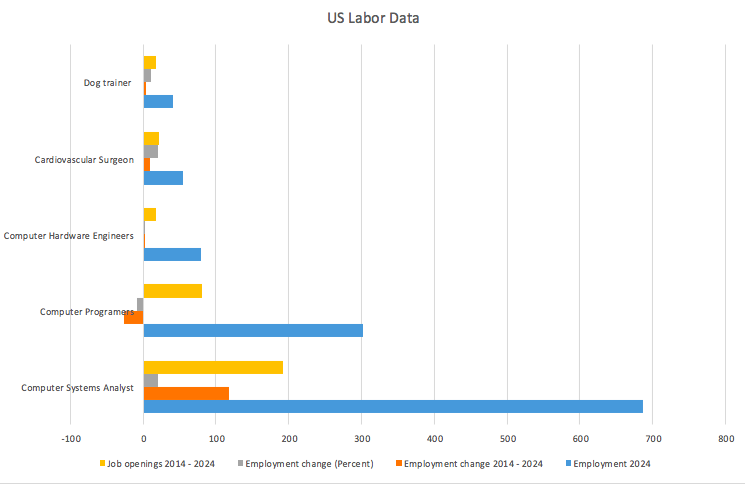 US Labor Data
Dog trainer
Cardiovascular Surgeon
Computer Hardware Engineers
Computer Programers
Computer Systems Analyst
-100 0 100 200 300 400 500 600 700 800
Job openings 2014 - 2024 Employment change (Percent) Employment change 2014 - 2024 Employment 2024